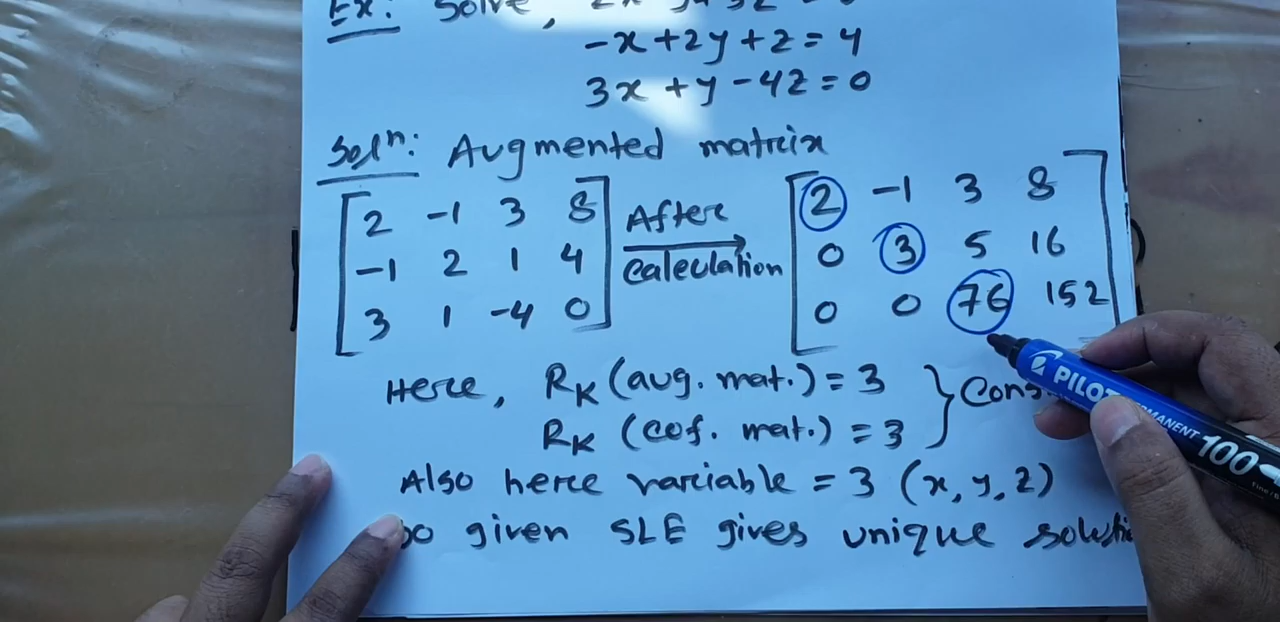 Ex: Solve,
-x+2y+z=4
3x+y-4z=0
Solⁿ: Augmented matrix
2 -1 3 8
-1 2 1 4
3 1 -4 0
After calculation
2 -1 3 8
0 3 5 16
0 0 76 152
Here, RK (aug. mat.) = 3
RK (cof. mat.) = 3
Also here variable = 3 (x, y, z)
So given SLE gives unique
PILOT
PERMANENT 100